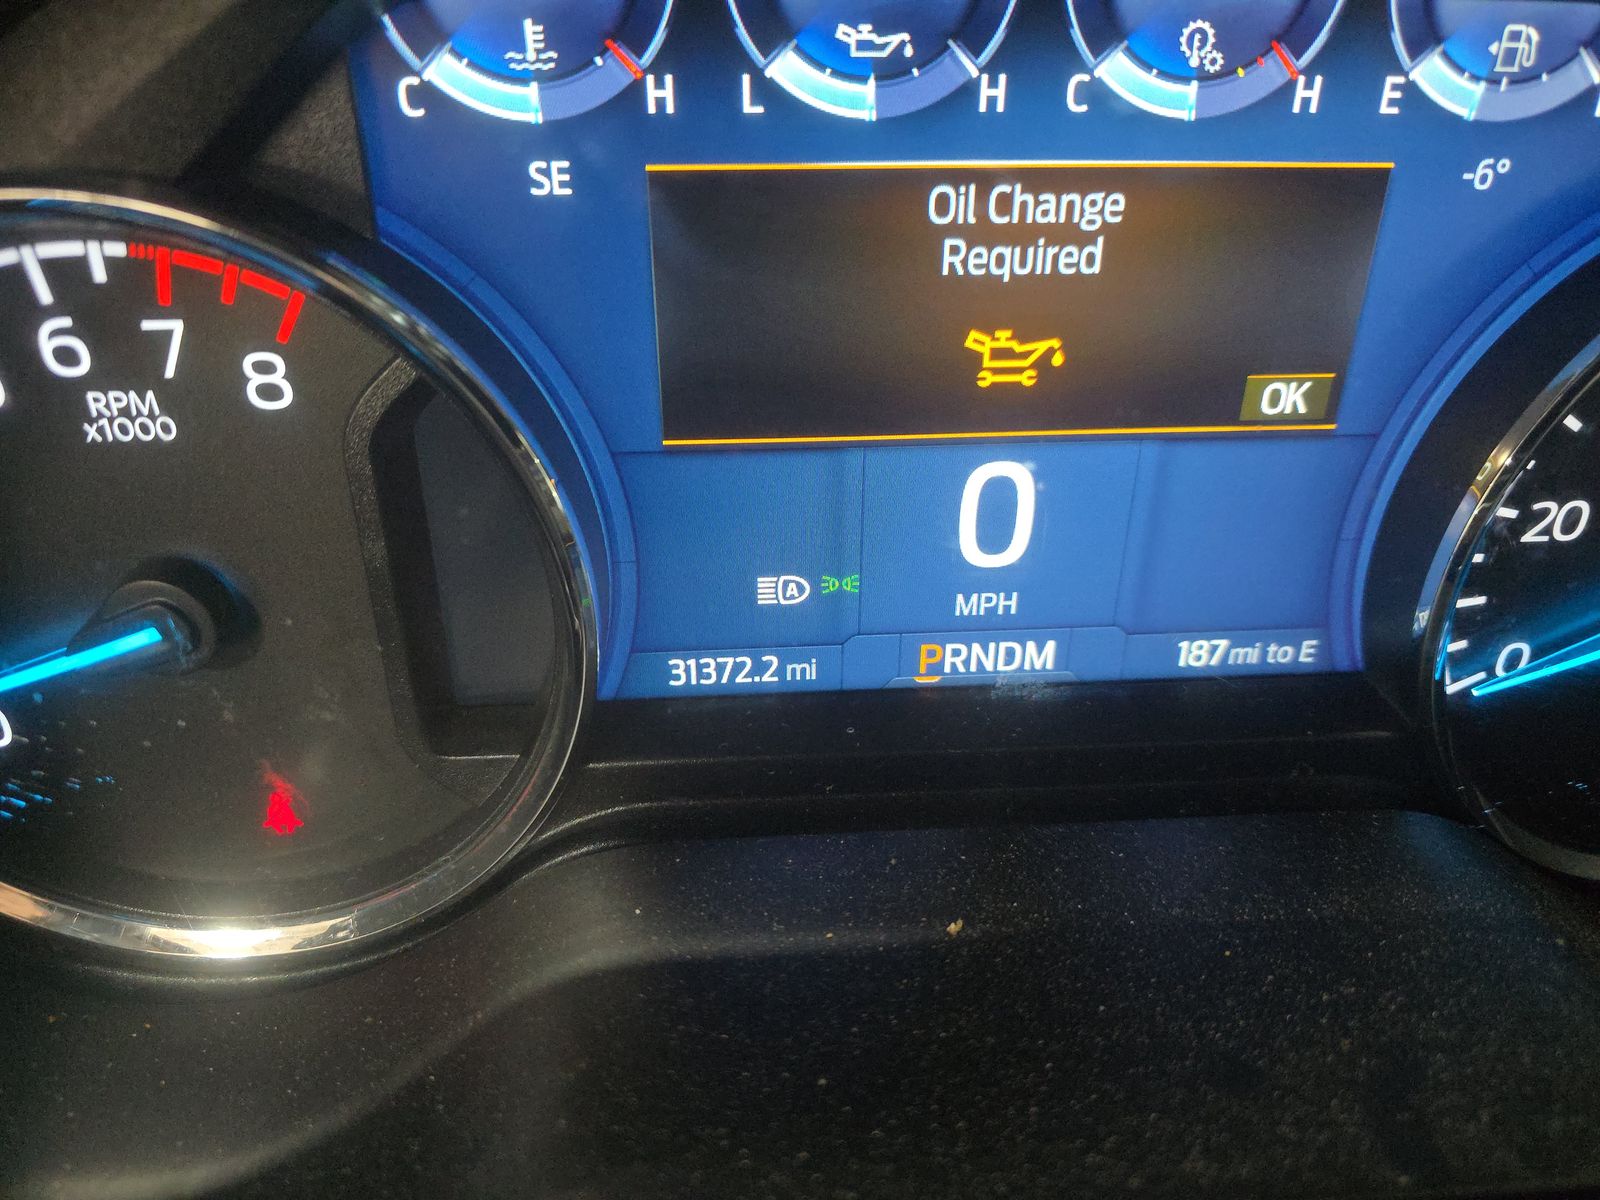 C H L H C H E
SE
-6°
Oil Change
Required
OK
6 7 8
RPM
x1000
0
MPH
A
20
0
31372.2 mi
PRNDM
187 mi to E